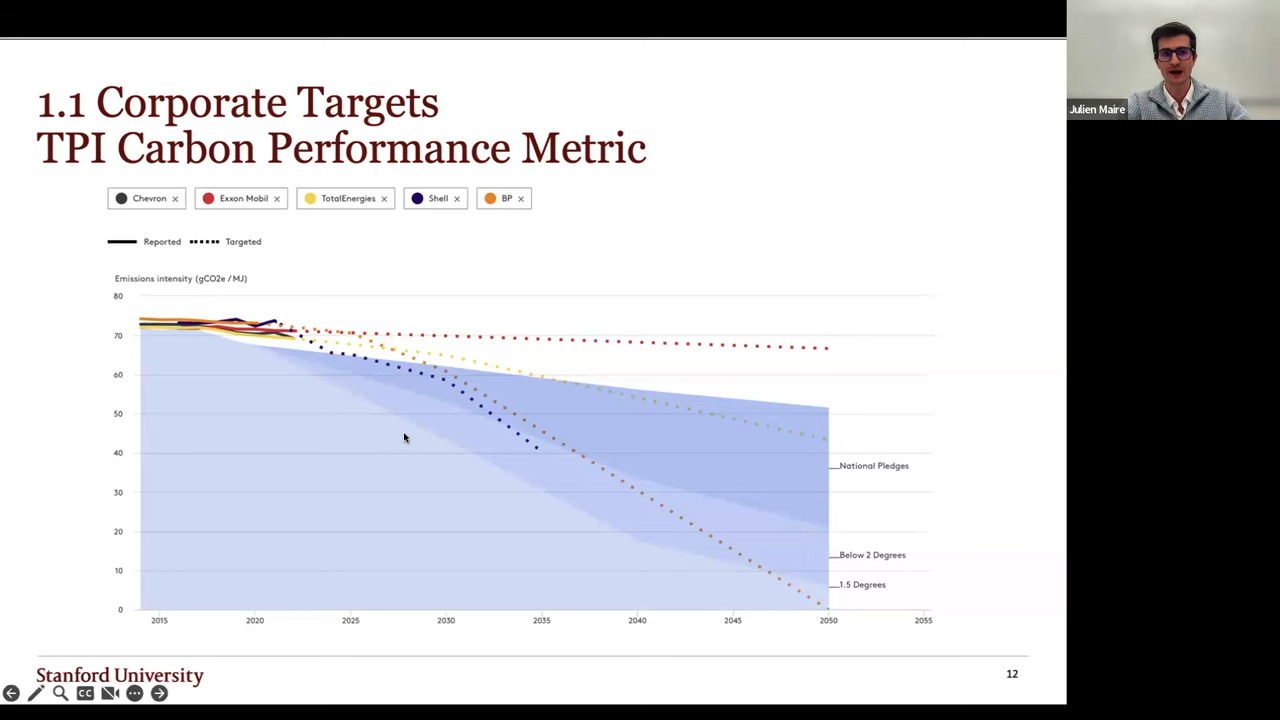 1.1 Corporate Targets
TPI Carbon Performance Metric
Chevron × Exxon Mobil × TotalEnergies × Shell × BP ×
Reported Targeted
Emissions intensity (gCO2e / MJ)
80
70
60
50
40
30
20
10
0
National Pledges
Below 2 Degrees
1.5 Degrees
2015 2020 2025 2030 2035 2040 2045 2050 2055
Stanford University
12
CC
Julien Maire